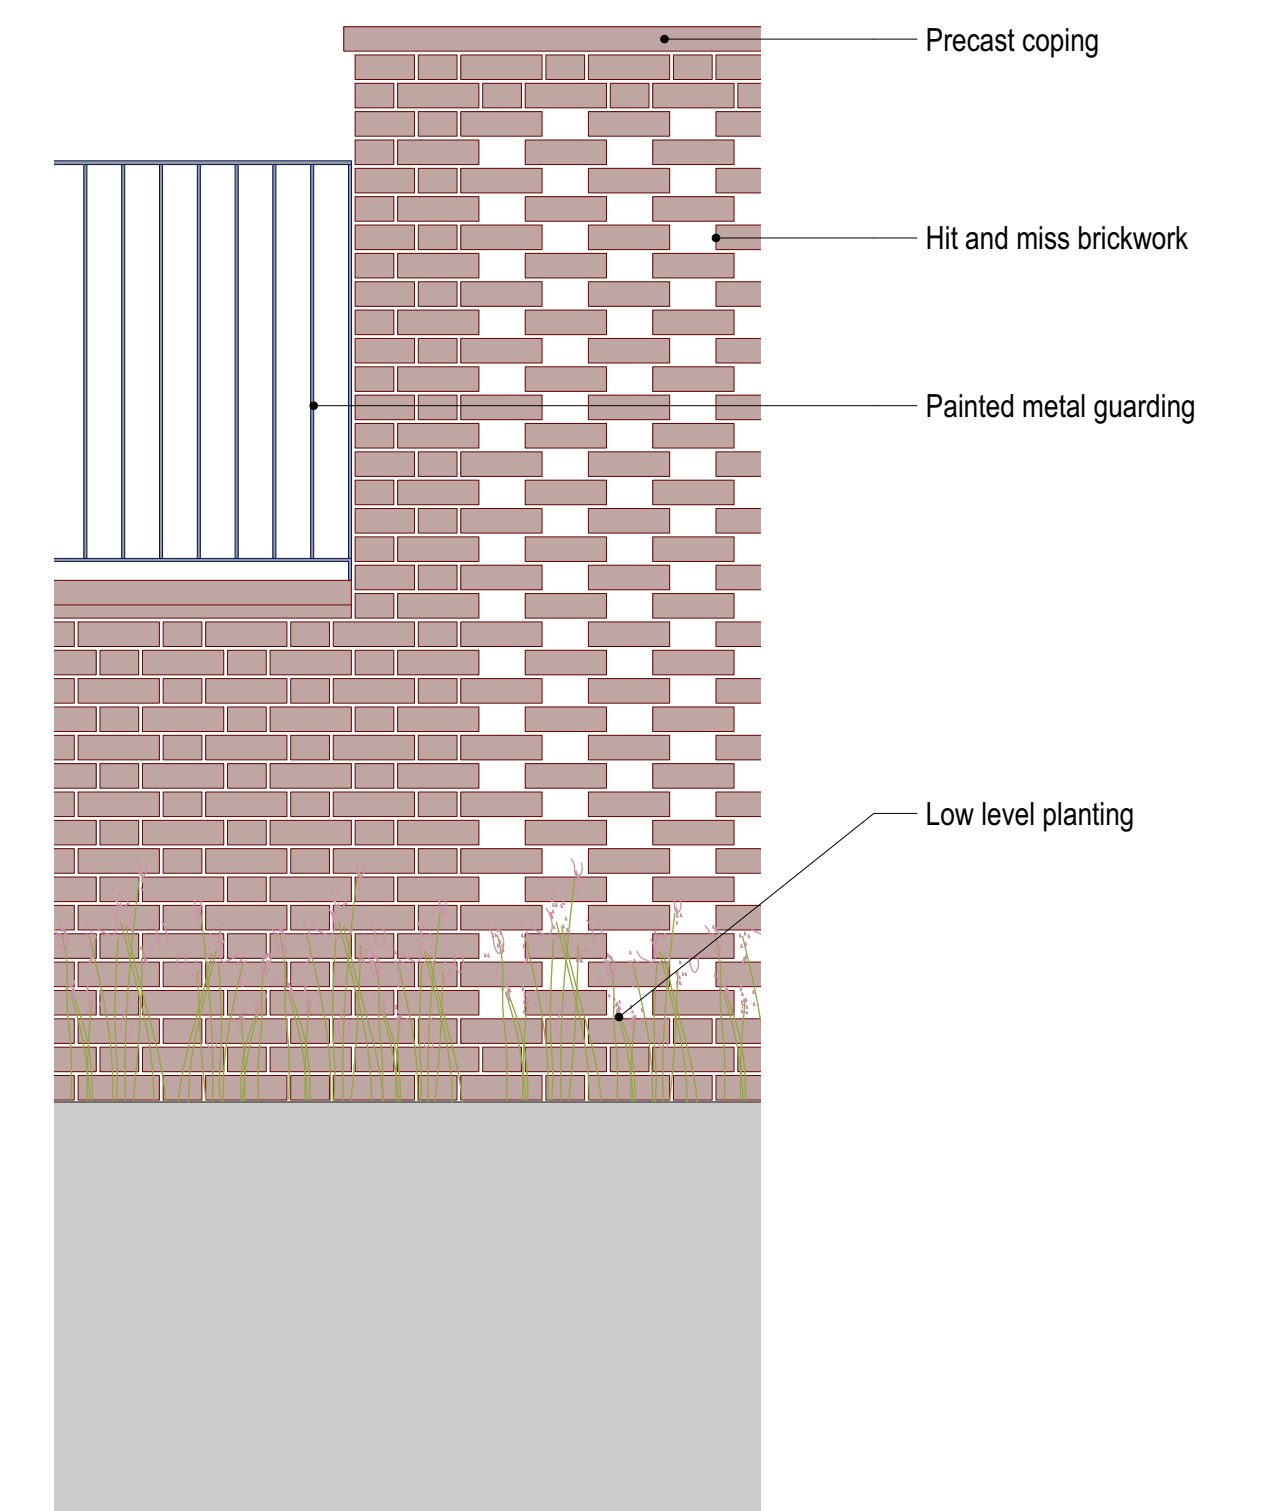 Precast coping
Hit and miss brickwork
Painted metal guarding
Low level planting